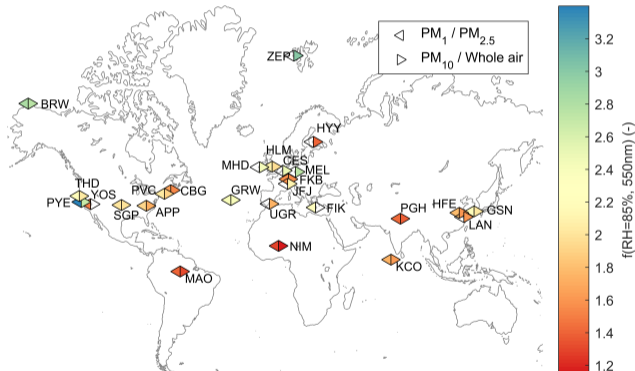 PM1 / PM2.5
PM10 / Whole air
ZEP
BRW
HYY
HLM
CES
MHD
MEL
FKB
JFJ
THD
YOS
PVC
CBG
GRW
PYE
SGP
APP
UGR
FIK
PGH
HFE
GSN
LAN
NIM
KCO
MAO
3.2
3
2.8
2.6
2.4
2.2
2
1.8
1.6
1.4
1.2
f(RH=85%, 550nm) (-)